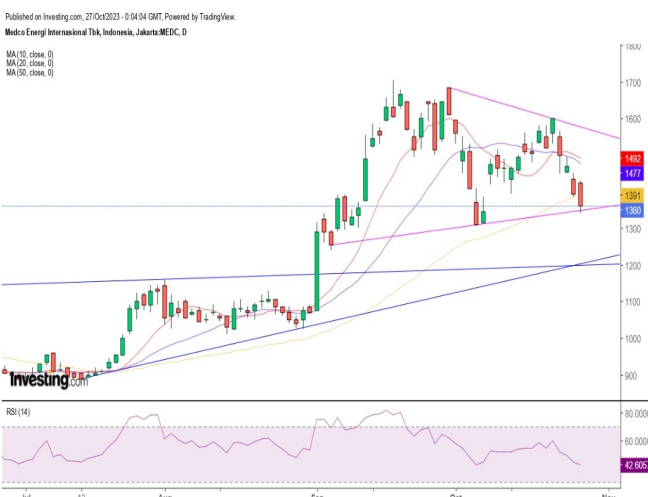 Published on Investing.com, 27/Oct/2023 - 0:04:04 GMT, Powered by TradingView.
Medco Energi Internasional Tbk, Indonesia, Jakarta:MEDC, D
MA (10, close, 0)
MA (20, close, 0)
MA (50, close, 0)
1800
1700
1600
1492
1477
1391
1360
1300
1200
1100
1000
900
Investing.com
RSI (14)
80.0000
60.0000
42.6057
Jul
12
Aug
Sep
Oct
Nov